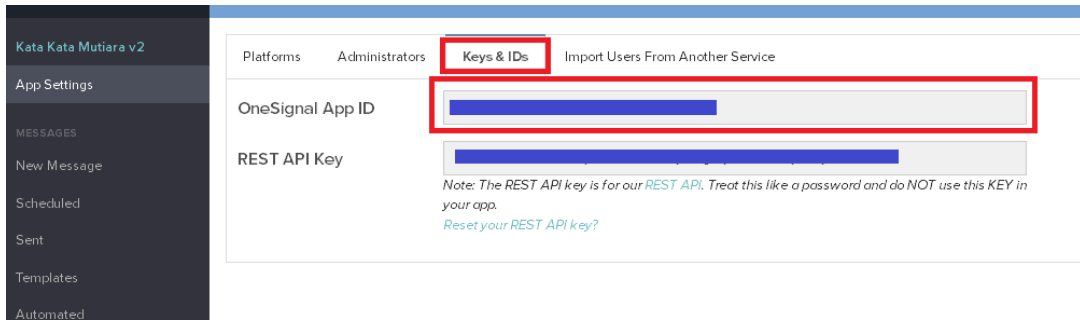 Kata Kata Mutiara v2
App Settings
MESSAGES
New Message
Scheduled
Sent
Templates
Automated
Platforms Administrators Keys & IDs Import Users From Another Service
OneSignal App ID
REST API Key
Note: The REST API key is for our REST API. Treat this like a password and do NOT use this KEY in
your app.
Reset your REST API key?